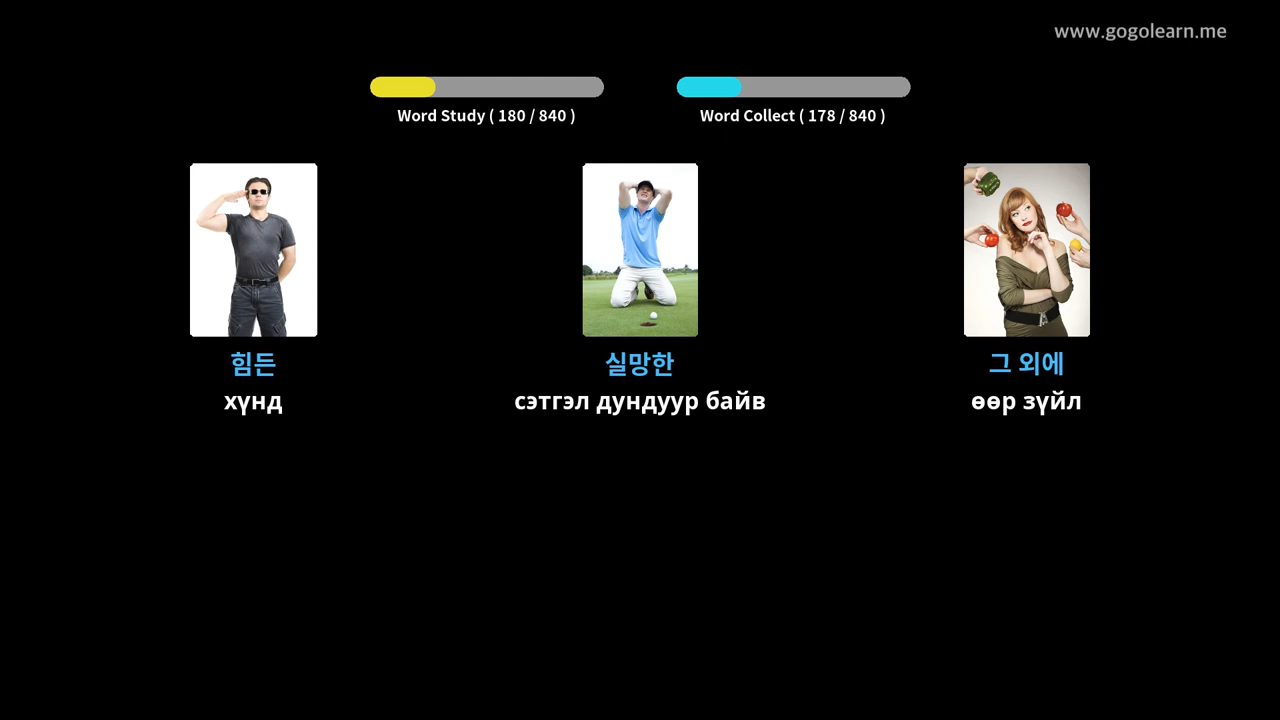 www.gogolearn.me
Word Study ( 180 / 840 )
Word Collect ( 178 / 840 )
힘든
실망한
그 외에
хүнд
сэтгэл дундуур байв
өөр зүйл